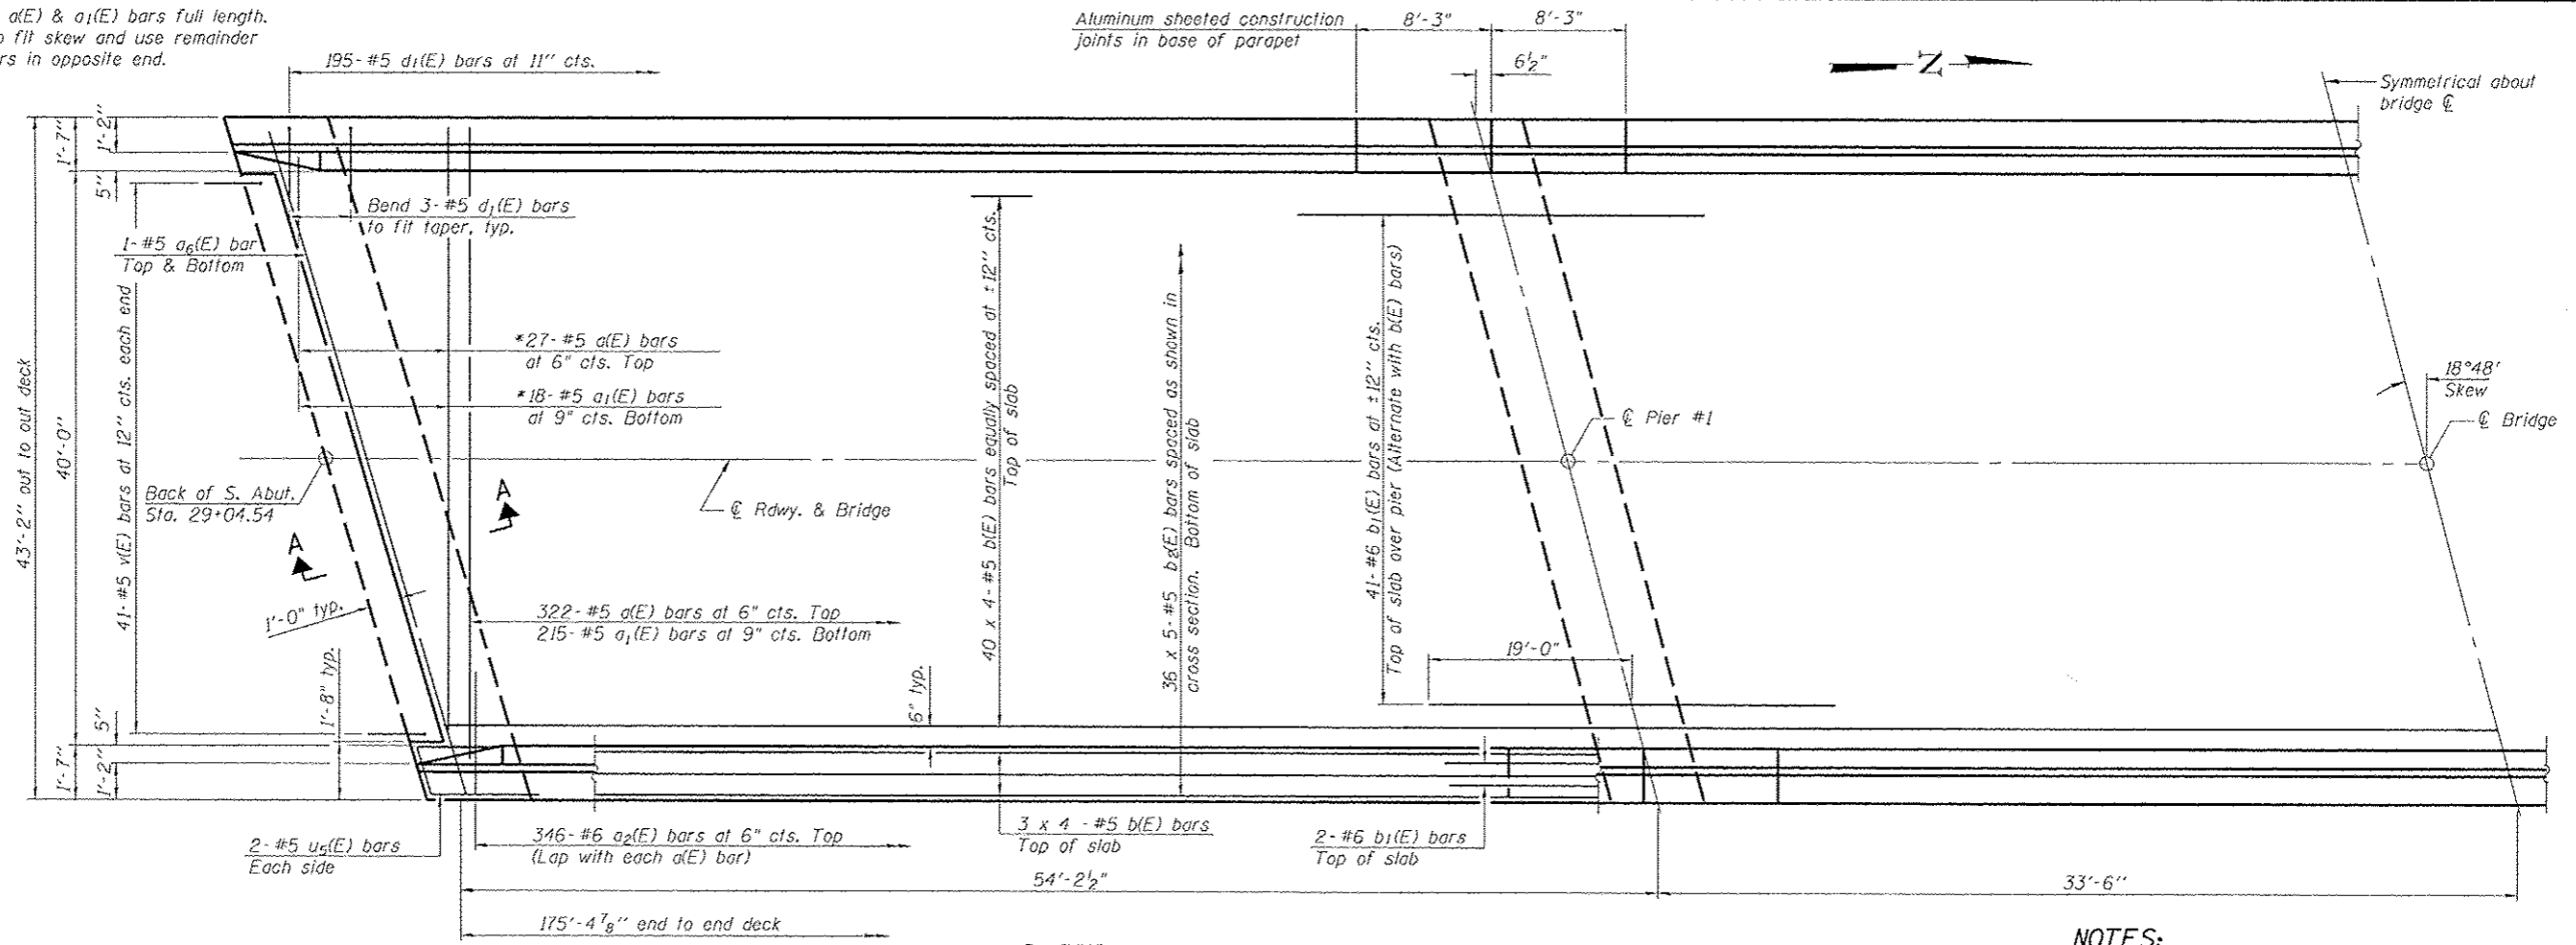 a(E) & a1(E) bars full length.
fit skew and use remainder
in opposite end.
195-#5 d1(E) bars at 11" cts.
Aluminum sheeted construction
joints in base of parapet
8'-3"
8'-3"
6½"
Z
Symmetrical about
bridge ℄
1'-7"
1'-2"
5"
Bend 3-#5 d1(E) bars
to fit taper, typ.
1-#5 a6(E) bar
Top & Bottom
43'-2" out to out deck
40'-0"
41-#5 v(E) bars at 12" cts. each end
*27-#5 a(E) bars
at 6" cts. Top
*18-#5 a1(E) bars
at 9" cts. Bottom
40 x 4-#5 b(E) bars equally spaced at ±12" cts.
Top of slab
36 x 5-#5 b2(E) bars spaced as shown in
cross section. Bottom of slab
41-#6 b1(E) bars at ±12" cts.
Top of slab over pier (Alternate with b(E) bars)
18°48'
Skew
℄ Pier #1
℄ Bridge
Back of S. Abut.
Sta. 29+04.54
A
A
℄ Rdwy. & Bridge
1'-0" typ.
322-#5 a(E) bars at 6" cts. Top
215-#5 a1(E) bars at 9" cts. Bottom
19'-0"
1'-8" typ.
6" typ.
5"
1'-7"
1'-2"
2-#5 u5(E) bars
Each side
346-#6 a2(E) bars at 6" cts. Top
(Lap with each a(E) bar)
3 x 4 -#5 b(E) bars
Top of slab
2-#6 b1(E) bars
Top of slab
54'-2½"
33'-6"
175'-4⅞" end to end deck
NOTES: